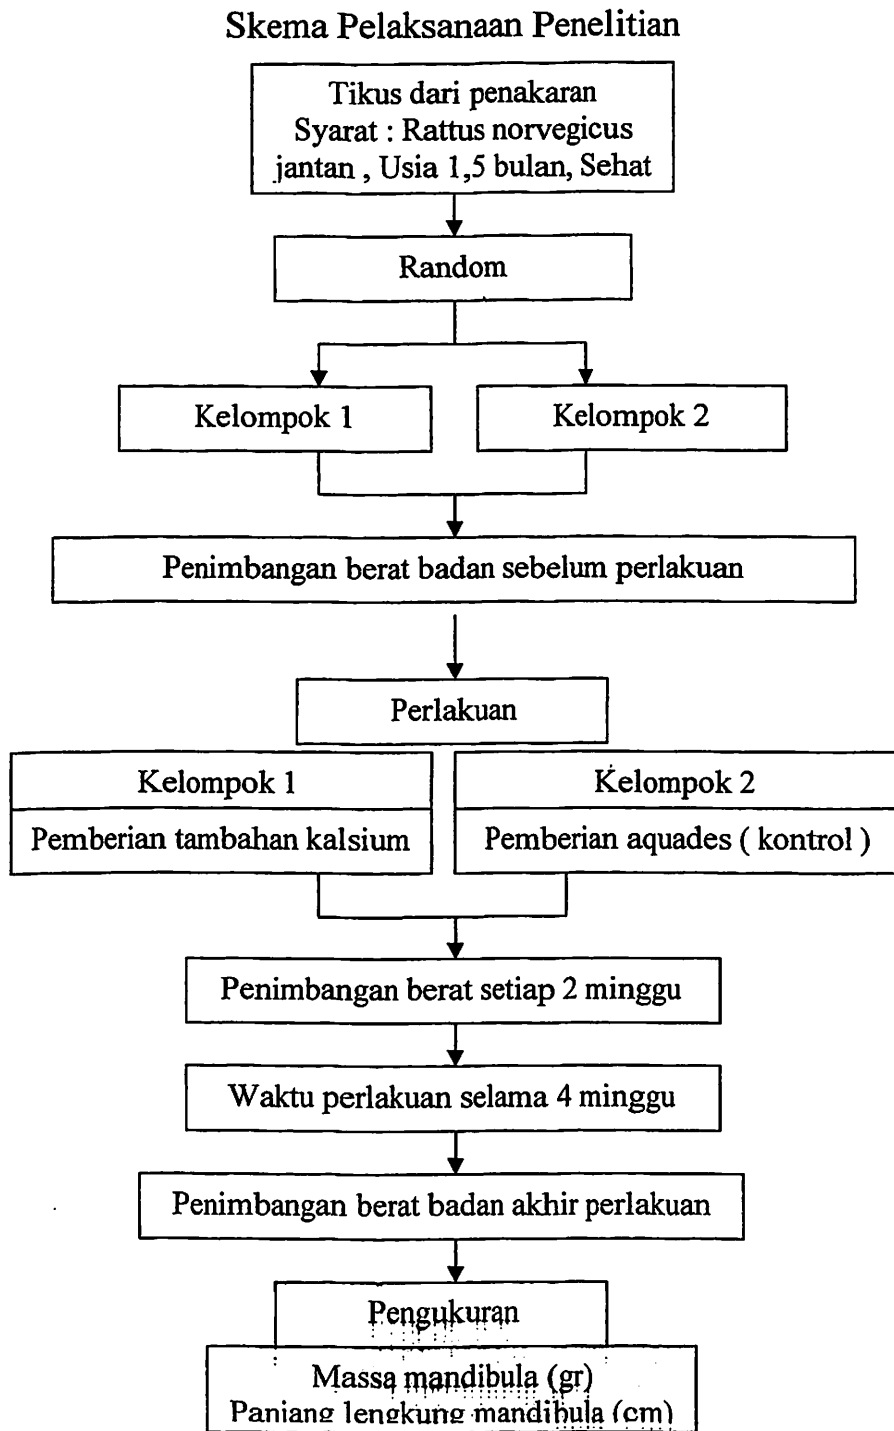 Skema Pelaksanaan Penelitian
Tikus dari penakaran
Syarat : Rattus norvegicus
jantan , Usia 1,5 bulan, Sehat
Random
Kelompok 1
Kelompok 2
Penimbangan berat badan sebelum perlakuan
Perlakuan
Kelompok 1
Kelompok 2
Pemberian tambahan kalsium
Pemberian aquades ( kontrol )
Penimbangan berat setiap 2 minggu
Waktu perlakuan selama 4 minggu
Penimbangan berat badan akhir perlakuan
Pengukuran
Massa mandibula (gr)
Panjang lengkung mandibula (cm)